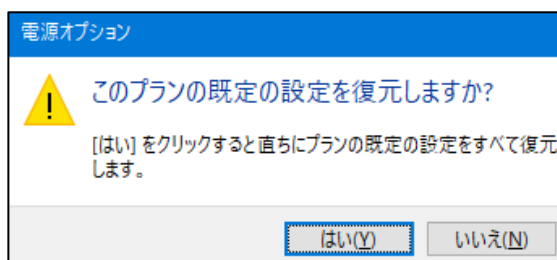 電源オプション
このプランの既定の設定を復元しますか?
[はい] をクリックすると直ちにプランの既定の設定をすべて復元
します。
はい(Y) いいえ(N)